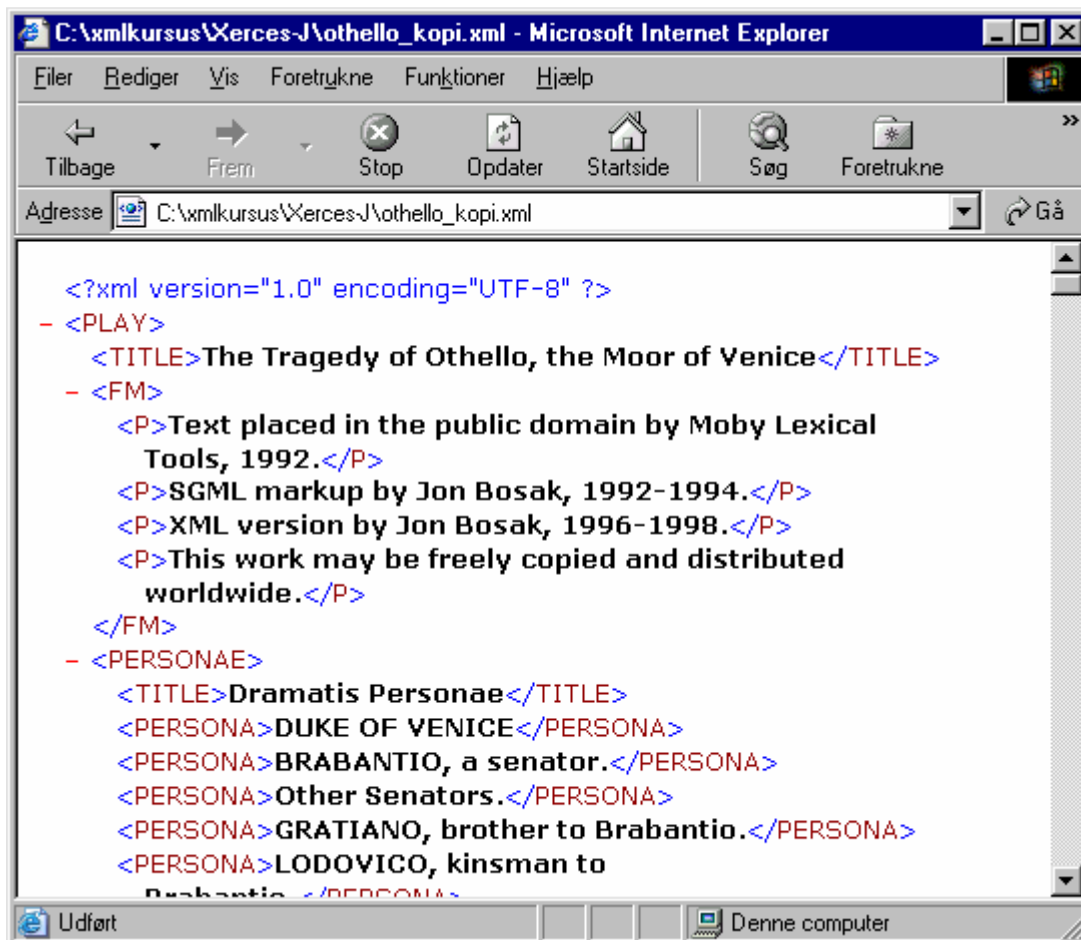 C:\xmlkursus\Xerces-J\othello_kopi.xml - Microsoft Internet Explorer
Filer Rediger Vis Foretrukne Funktioner Hjælp
Tilbage Frem Stop Opdater Startside Søg Foretrukne »
Adresse C:\xmlkursus\Xerces-J\othello_kopi.xml Gå
<?xml version="1.0" encoding="UTF-8" ?>
- <PLAY>
<TITLE>The Tragedy of Othello, the Moor of Venice</TITLE>
- <FM>
<P>Text placed in the public domain by Moby Lexical
Tools, 1992.</P>
<P>SGML markup by Jon Bosak, 1992-1994.</P>
<P>XML version by Jon Bosak, 1996-1998.</P>
<P>This work may be freely copied and distributed
worldwide.</P>
</FM>
- <PERSONAE>
<TITLE>Dramatis Personae</TITLE>
<PERSONA>DUKE OF VENICE</PERSONA>
<PERSONA>BRABANTIO, a senator.</PERSONA>
<PERSONA>Other Senators.</PERSONA>
<PERSONA>GRATIANO, brother to Brabantio.</PERSONA>
<PERSONA>LODOVICO, kinsman to
Brabantio.</PERSONA>
Udført Denne computer